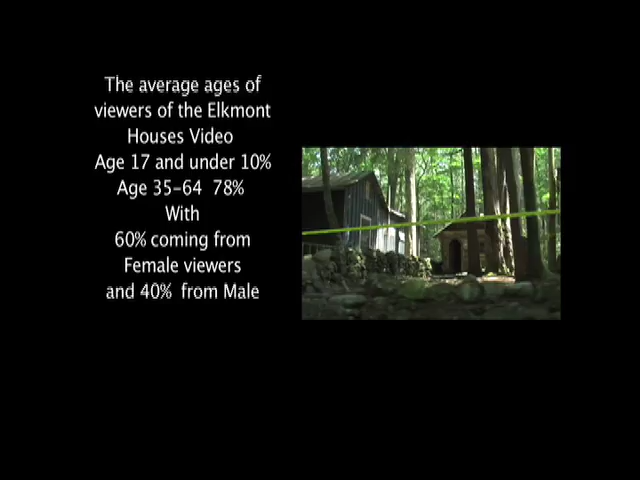 The average ages of
viewers of the Elkmont
Houses Video
Age 17 and under 10%
Age 35-64 78%
With
60% coming from
Female viewers
and 40% from Male